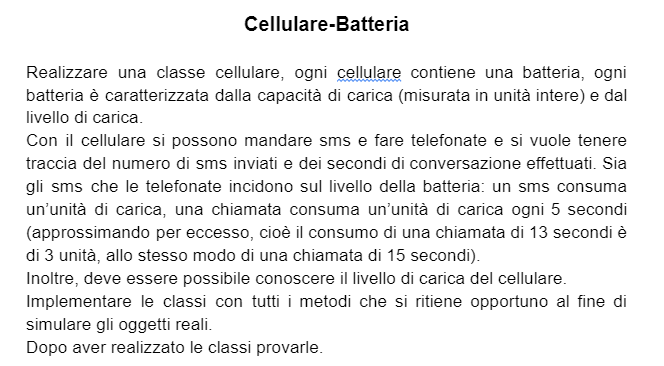 Cellulare-Batteria
Realizzare una classe cellulare, ogni cellulare contiene una batteria, ogni
batteria è caratterizzata dalla capacità di carica (misurata in unità intere) e dal
livello di carica.
Con il cellulare si possono mandare sms e fare telefonate e si vuole tenere
traccia del numero di sms inviati e dei secondi di conversazione effettuati. Sia
gli sms che le telefonate incidono sul livello della batteria: un sms consuma
un’unità di carica, una chiamata consuma un’unità di carica ogni 5 secondi
(approssimando per eccesso, cioè il consumo di una chiamata di 13 secondi è
di 3 unità, allo stesso modo di una chiamata di 15 secondi).
Inoltre, deve essere possibile conoscere il livello di carica del cellulare.
Implementare le classi con tutti i metodi che si ritiene opportuno al fine di
simulare gli oggetti reali.
Dopo aver realizzato le classi provarle.